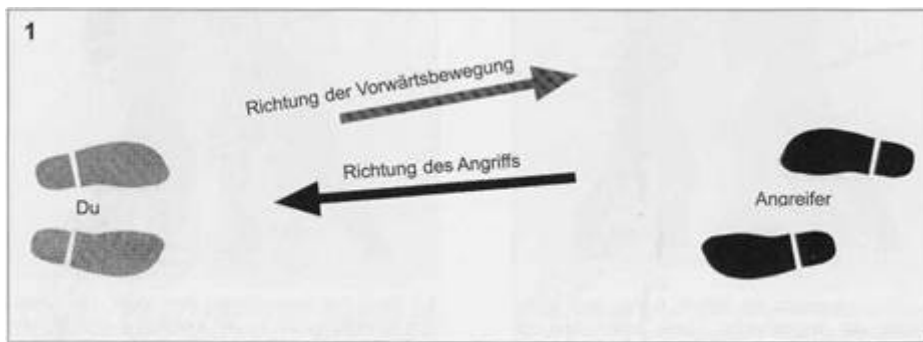 1
Richtung der Vorwärtsbewegung
Richtung des Angriffs
Du
Angreifer